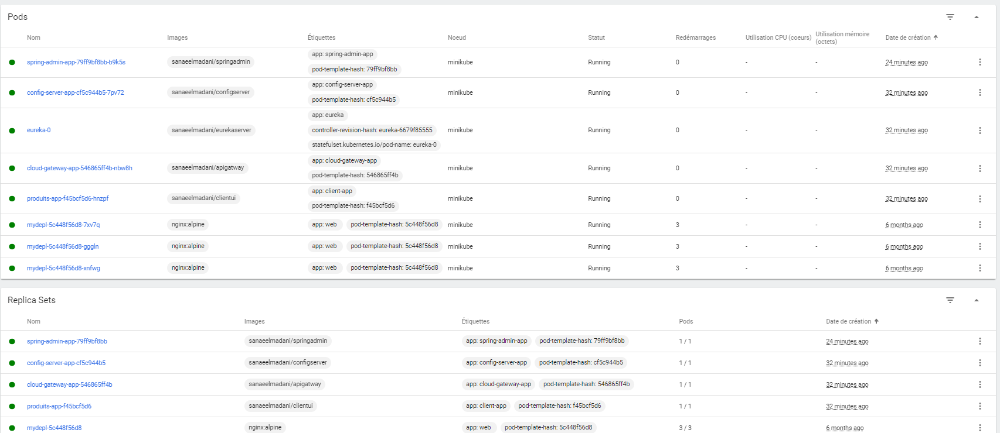 Pods
Nom Images Étiquettes Noeud Statut Redémarrages Utilisation CPU (coeurs) Utilisation mémoire (octets) Date de création
spring-admin-app-79ff9bf8bb-b9k5s sanaeelmadani/springadmin app: spring-admin-app pod-template-hash: 79ff9bf8bb minikube Running 0 - - 24 minutes ago
config-server-app-cf5c944b5-7pv72 sanaeelmadani/configserver app: config-server-app pod-template-hash: cf5c944b5 minikube Running 0 - - 32 minutes ago
eureka-0 sanaeelmadani/eurekaserver app: eureka controller-revision-hash: eureka-6679f85555 statefulset.kubernetes.io/pod-name: eureka-0 minikube Running 0 - - 32 minutes ago
cloud-gateway-app-546865ff4b-nbw8h sanaeelmadani/apigatway app: cloud-gateway-app pod-template-hash: 546865ff4b minikube Running 0 - - 32 minutes ago
produits-app-f45bcf5d6-hnzpf sanaeelmadani/clientui app: client-app pod-template-hash: f45bcf5d6 minikube Running 0 - - 32 minutes ago
mydepl-5c448f56d8-7xv7q nginx:alpine app: web pod-template-hash: 5c448f56d8 minikube Running 3 - - 6 months ago
mydepl-5c448f56d8-gggln nginx:alpine app: web pod-template-hash: 5c448f56d8 minikube Running 3 - - 6 months ago
mydepl-5c448f56d8-xnfwg nginx:alpine app: web pod-template-hash: 5c448f56d8 minikube Running 3 - - 6 months ago
Replica Sets
Nom Images Étiquettes Pods Date de création
spring-admin-app-79ff9bf8bb sanaeelmadani/springadmin app: spring-admin-app pod-template-hash: 79ff9bf8bb 1 / 1 24 minutes ago
config-server-app-cf5c944b5 sanaeelmadani/configserver app: config-server-app pod-template-hash: cf5c944b5 1 / 1 32 minutes ago
cloud-gateway-app-546865ff4b sanaeelmadani/apigatway app: cloud-gateway-app pod-template-hash: 546865ff4b 1 / 1 32 minutes ago
produits-app-f45bcf5d6 sanaeelmadani/clientui app: client-app pod-template-hash: f45bcf5d6 1 / 1 32 minutes ago
mydepl-5c448f56d8 nginx:alpine app: web pod-template-hash: 5c448f56d8 3 / 3 6 months ago